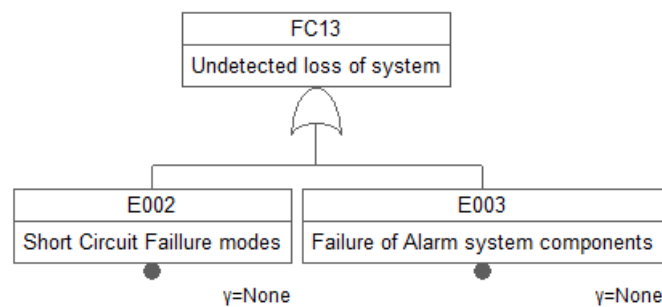 FC13
Undetected loss of system
E002
Short Circuit Faillure modes
γ=None
E003
Failure of Alarm system components
γ=None